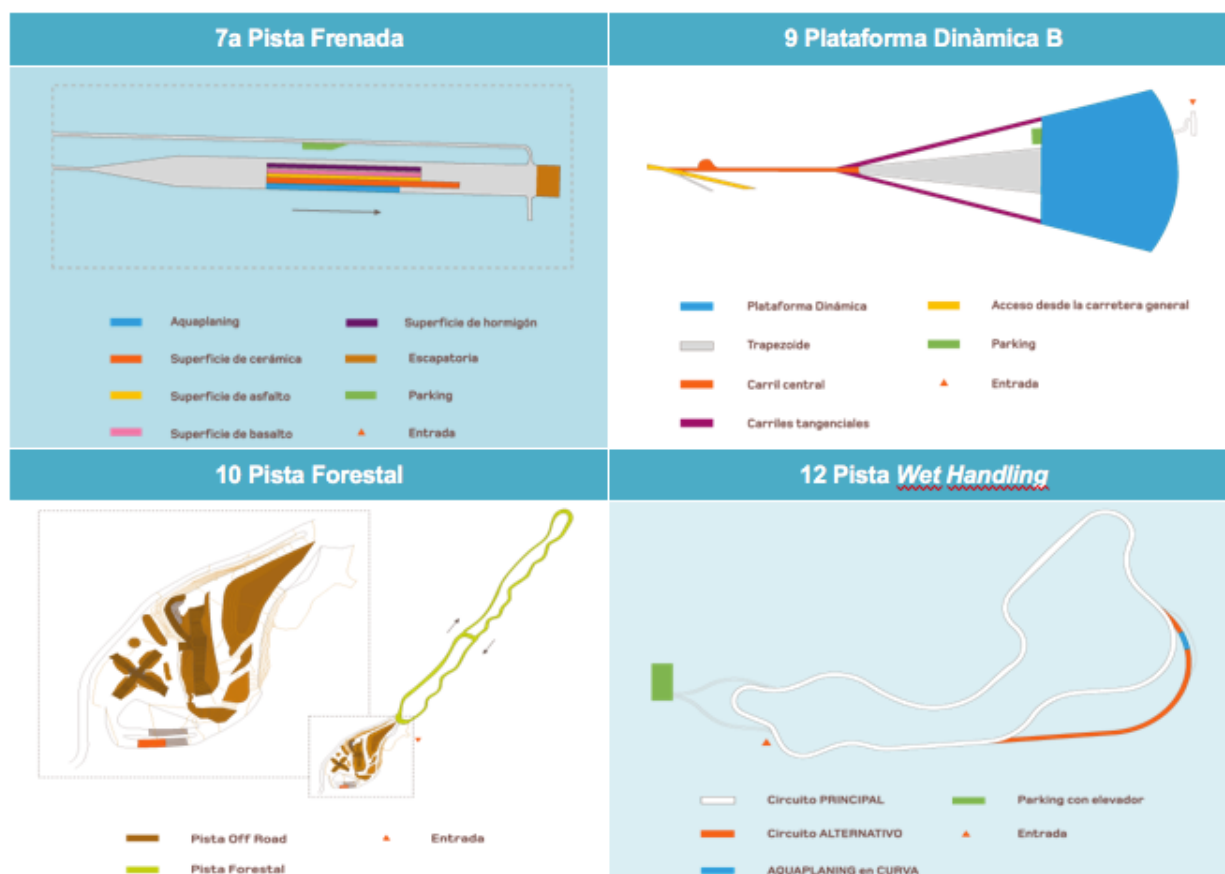 7a Pista Frenada
9 Plataforma Dinàmica B
Aquaplaning
Superficie de hormigón
Superficie de cerámica
Escapatoria
Superficie de asfalto
Parking
Superficie de basalto
Entrada
Plataforma Dinámica
Acceso desde la carretera general
Trapezoide
Parking
Carril central
Entrada
Carriles tangenciales
10 Pista Forestal
12 Pista Wet Handling
Pista Off Road
Entrada
Pista Forestal
Circuito PRINCIPAL
Parking con elevador
Circuito ALTERNATIVO
Entrada
AQUAPLANING en CURVA